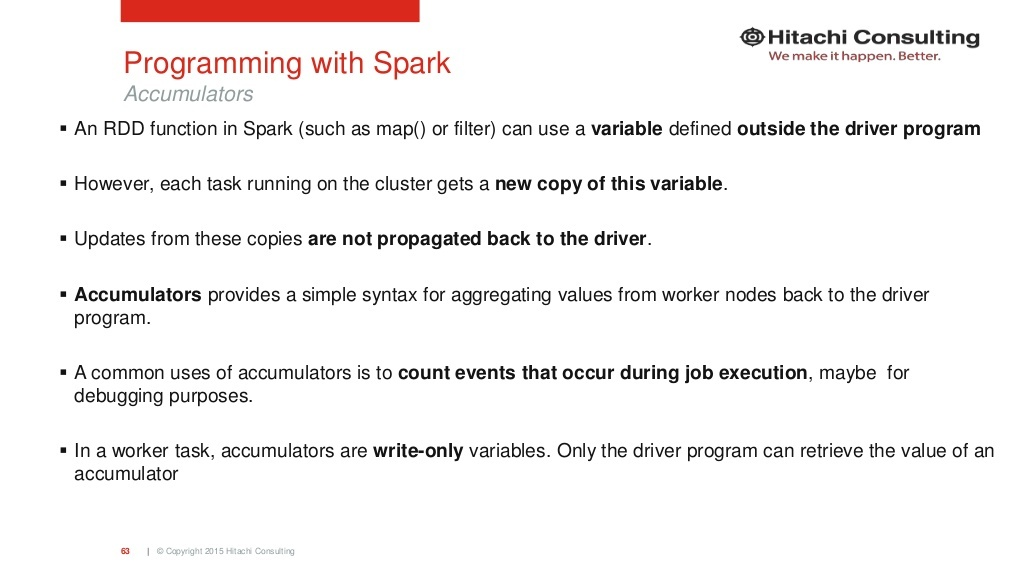 Hitachi Consulting
We make it happen. Better.
Programming with Spark
Accumulators
▪ An RDD function in Spark (such as map() or filter) can use a variable defined outside the driver program
▪ However, each task running on the cluster gets a new copy of this variable.
▪ Updates from these copies are not propagated back to the driver.
▪ Accumulators provides a simple syntax for aggregating values from worker nodes back to the driver
program.
▪ A common uses of accumulators is to count events that occur during job execution, maybe  for
debugging purposes.
▪ In a worker task, accumulators are write-only variables. Only the driver program can retrieve the value of an
accumulator
63 | © Copyright 2015 Hitachi Consulting